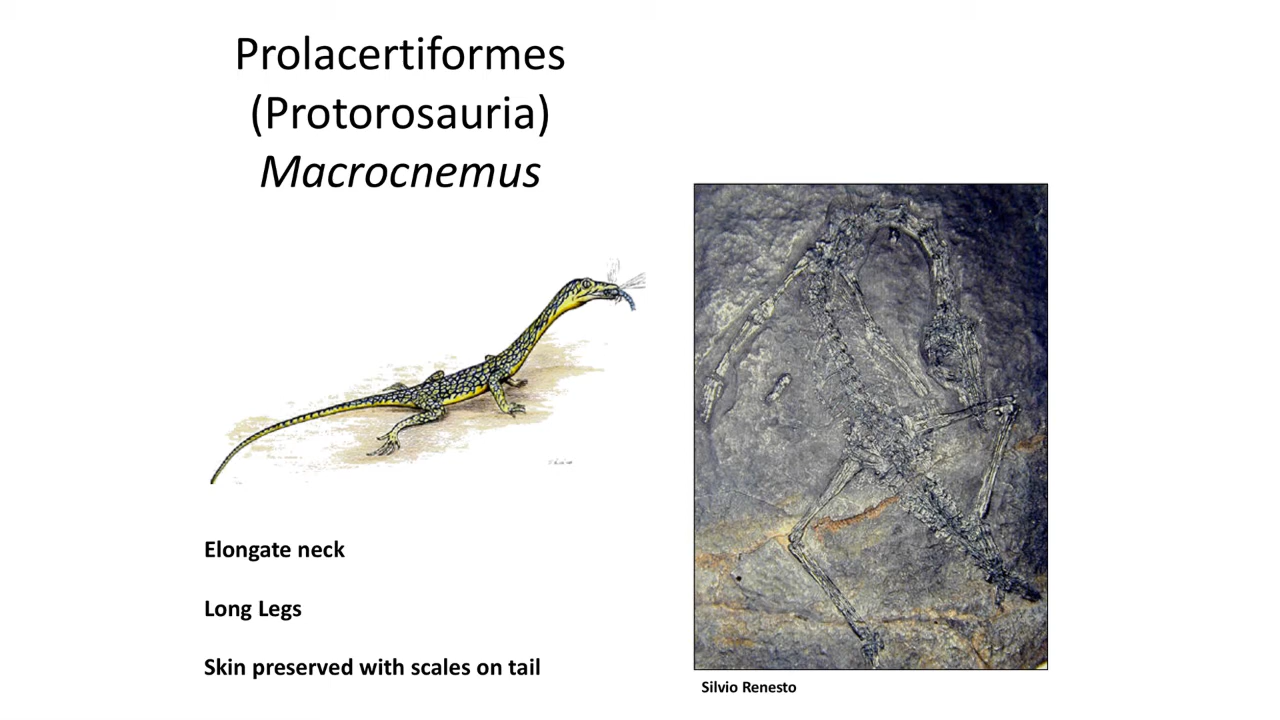 Prolacertiformes
(Protorosauria)
Macrocnemus
Elongate neck
Long Legs
Skin preserved with scales on tail
Silvio Renesto